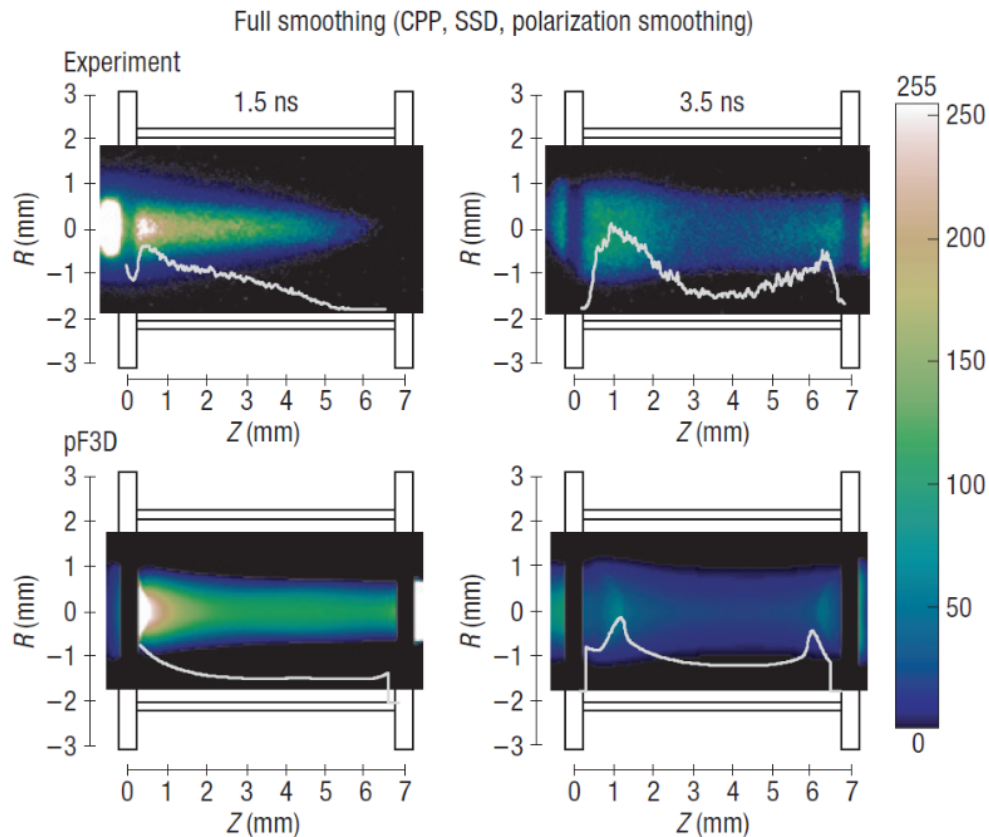 Full smoothing (CPP, SSD, polarization smoothing)
Experiment
1.5 ns
3.5 ns
255
3
2
1
0
−1
−2
−3
R (mm)
3
2
1
0
−1
−2
−3
R (mm)
250
200
150
100
50
0
0 1 2 3 4 5 6 7
Z (mm)
0 1 2 3 4 5 6 7
Z (mm)
pF3D
3
2
1
0
−1
−2
−3
R (mm)
3
2
1
0
−1
−2
−3
R (mm)
0 1 2 3 4 5 6 7
Z (mm)
0 1 2 3 4 5 6 7
Z (mm)